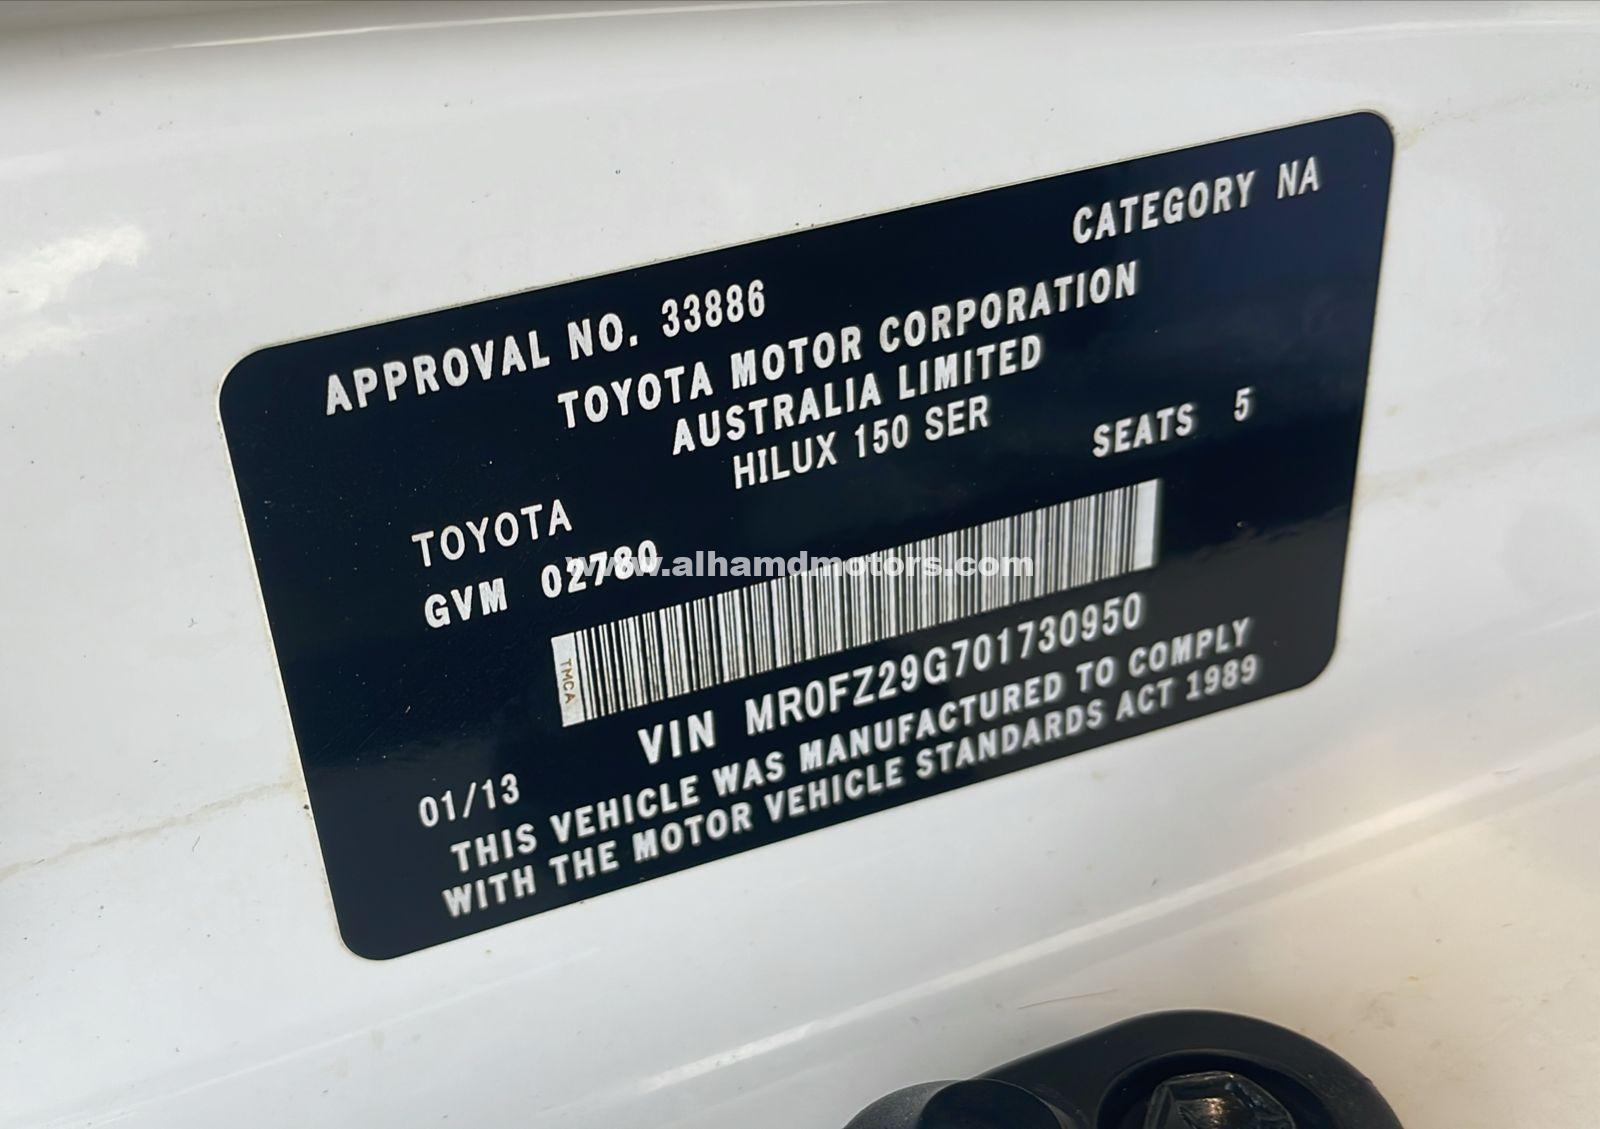 CATEGORY NA
APPROVAL NO. 33886
TOYOTA MOTOR CORPORATION
AUSTRALIA LIMITED
HILUX 150 SER
SEATS 5
TOYOTA
GVM 02780
www.alhamdmotors.com
TMCA
VIN MR0FZ29G701730950
01/13
THIS VEHICLE WAS MANUFACTURED TO COMPLY
WITH THE MOTOR VEHICLE STANDARDS ACT 1989